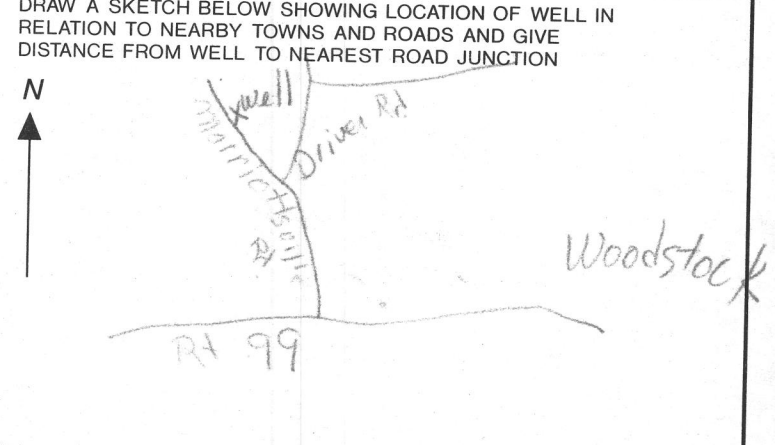 DRAW A SKETCH BELOW SHOWING LOCATION OF WELL IN
RELATION TO NEARBY TOWNS AND ROADS AND GIVE
DISTANCE FROM WELL TO NEAREST ROAD JUNCTION
N
x well
Driver Rd
Marriottsville
Rd
Woodstock
Rt 99